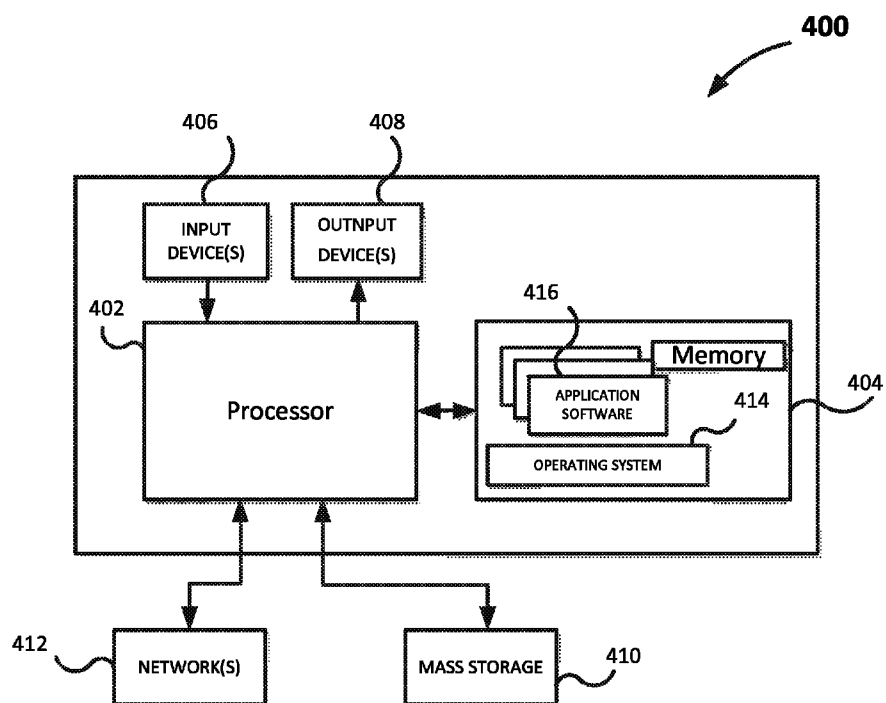 400
406
408
INPUT
DEVICE(S)
OUTNPUT
DEVICE(S)
402
416
Processor
Memory
APPLICATION
SOFTWARE
404
414
OPERATING SYSTEM
412
NETWORK(S)
MASS STORAGE
410